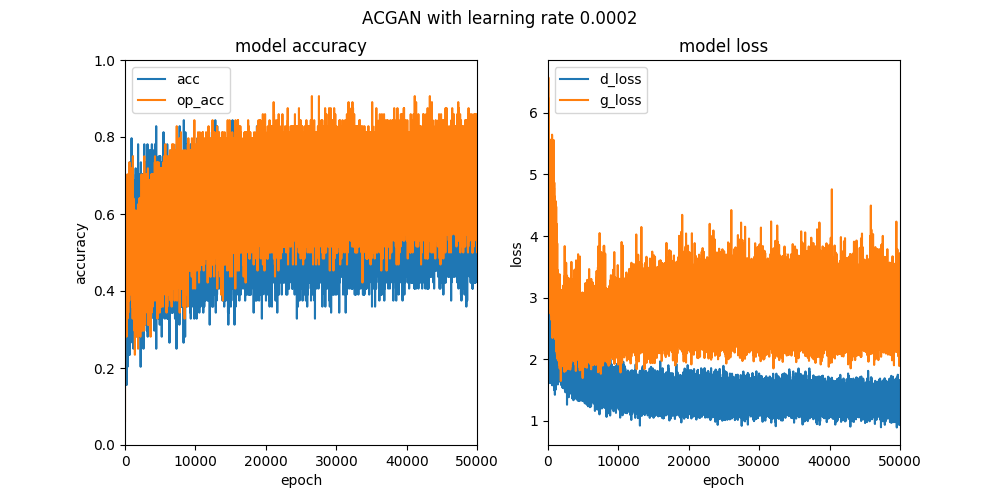 ACGAN with learning rate 0.0002
model accuracy
acc
op_acc
accuracy
1.0
0.8
0.6
0.4
0.2
0.0
0 10000 20000 30000 40000 50000
epoch
model loss
d_loss
g_loss
loss
6
5
4
3
2
1
0 10000 20000 30000 40000 50000
epoch